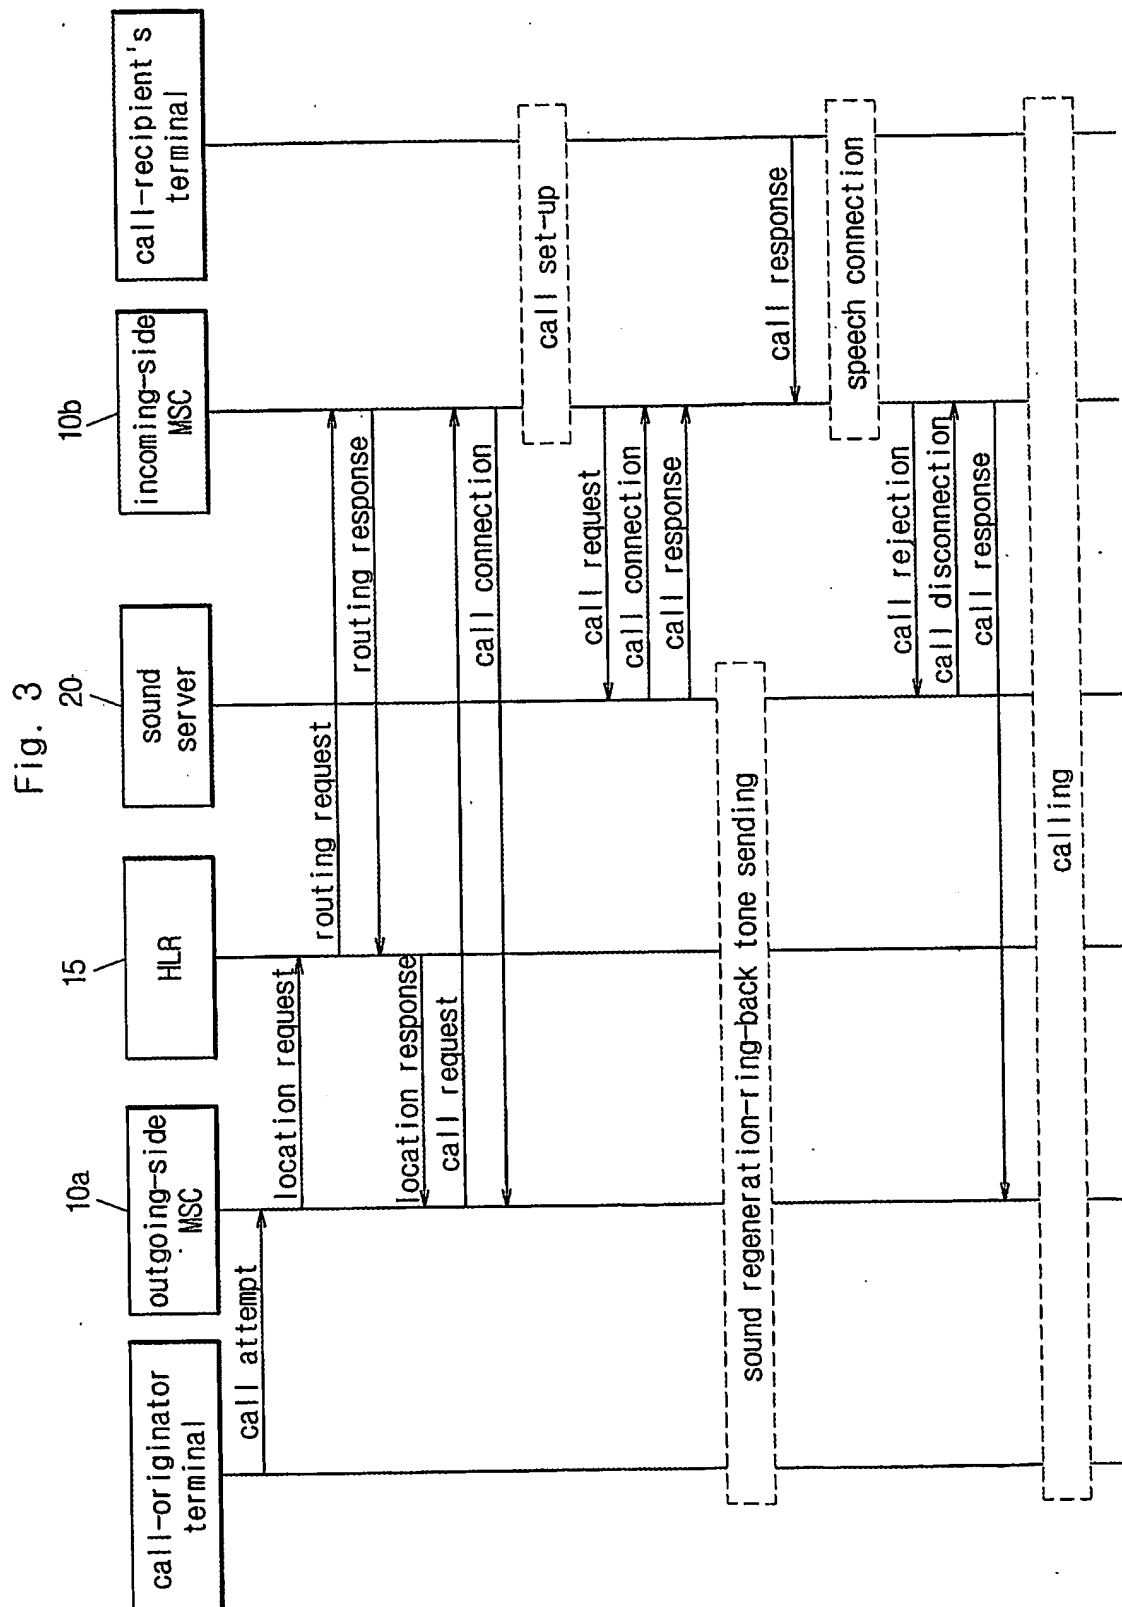 Fig. 3
call-originator
terminal
10a
outgoing-side
MSC
15
HLR
20
sound
server
10b
incoming-side
MSC
call-recipient's
terminal
call attempt
location request
routing request
routing response
location response
call request
call connection
call set-up
call request
call connection
call response
sound regeneration-ring-back tone sending
call response
speech connection
call rejection
call disconnection
call response
calling